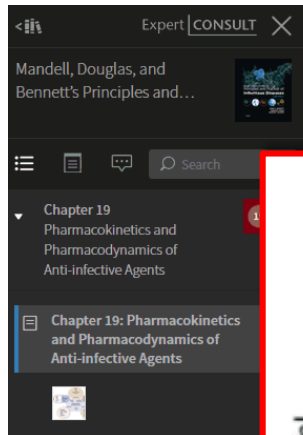 Expert CONSULT
Mandell, Douglas, and
Bennett's Principles and...
Search
Chapter 19
Pharmacokinetics and
Pharmacodynamics of
Anti-infective Agents
Chapter 19: Pharmacokinetics
and Pharmacodynamics of
Anti-infective Agents